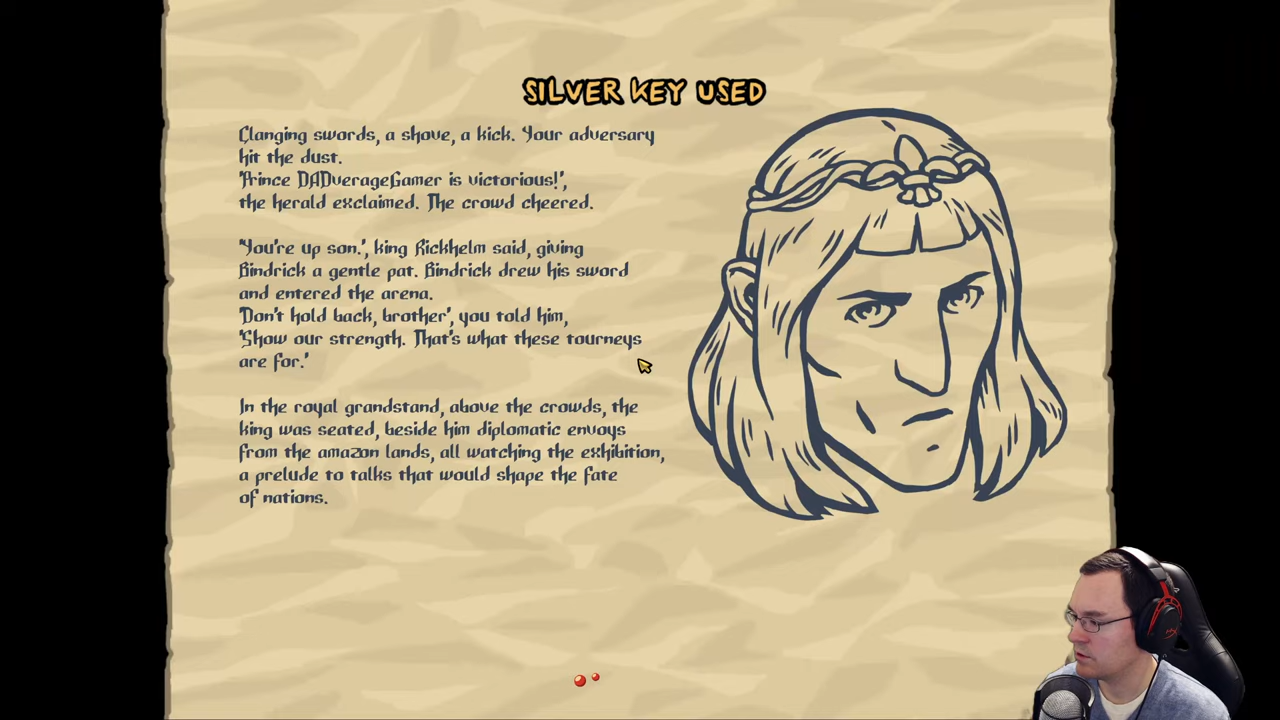 SILVER KEY USED
Clanging swords, a shove, a kick. Your adversary
hit the dust.
'Prince DADverageGamer is victorious!',
the herald exclaimed. The crowd cheered.
'You're up son.', king Rickhelm said, giving
Bindrick a gentle pat. Bindrick drew his sword
and entered the arena.
'Don't hold back, brother', you told him,
'Show our strength. That's what these tourneys
are for.'
In the royal grandstand, above the crowds, the
king was seated, beside him diplomatic envoys
from the amazon lands, all watching the exhibition,
a prelude to talks that would shape the fate
of nations.